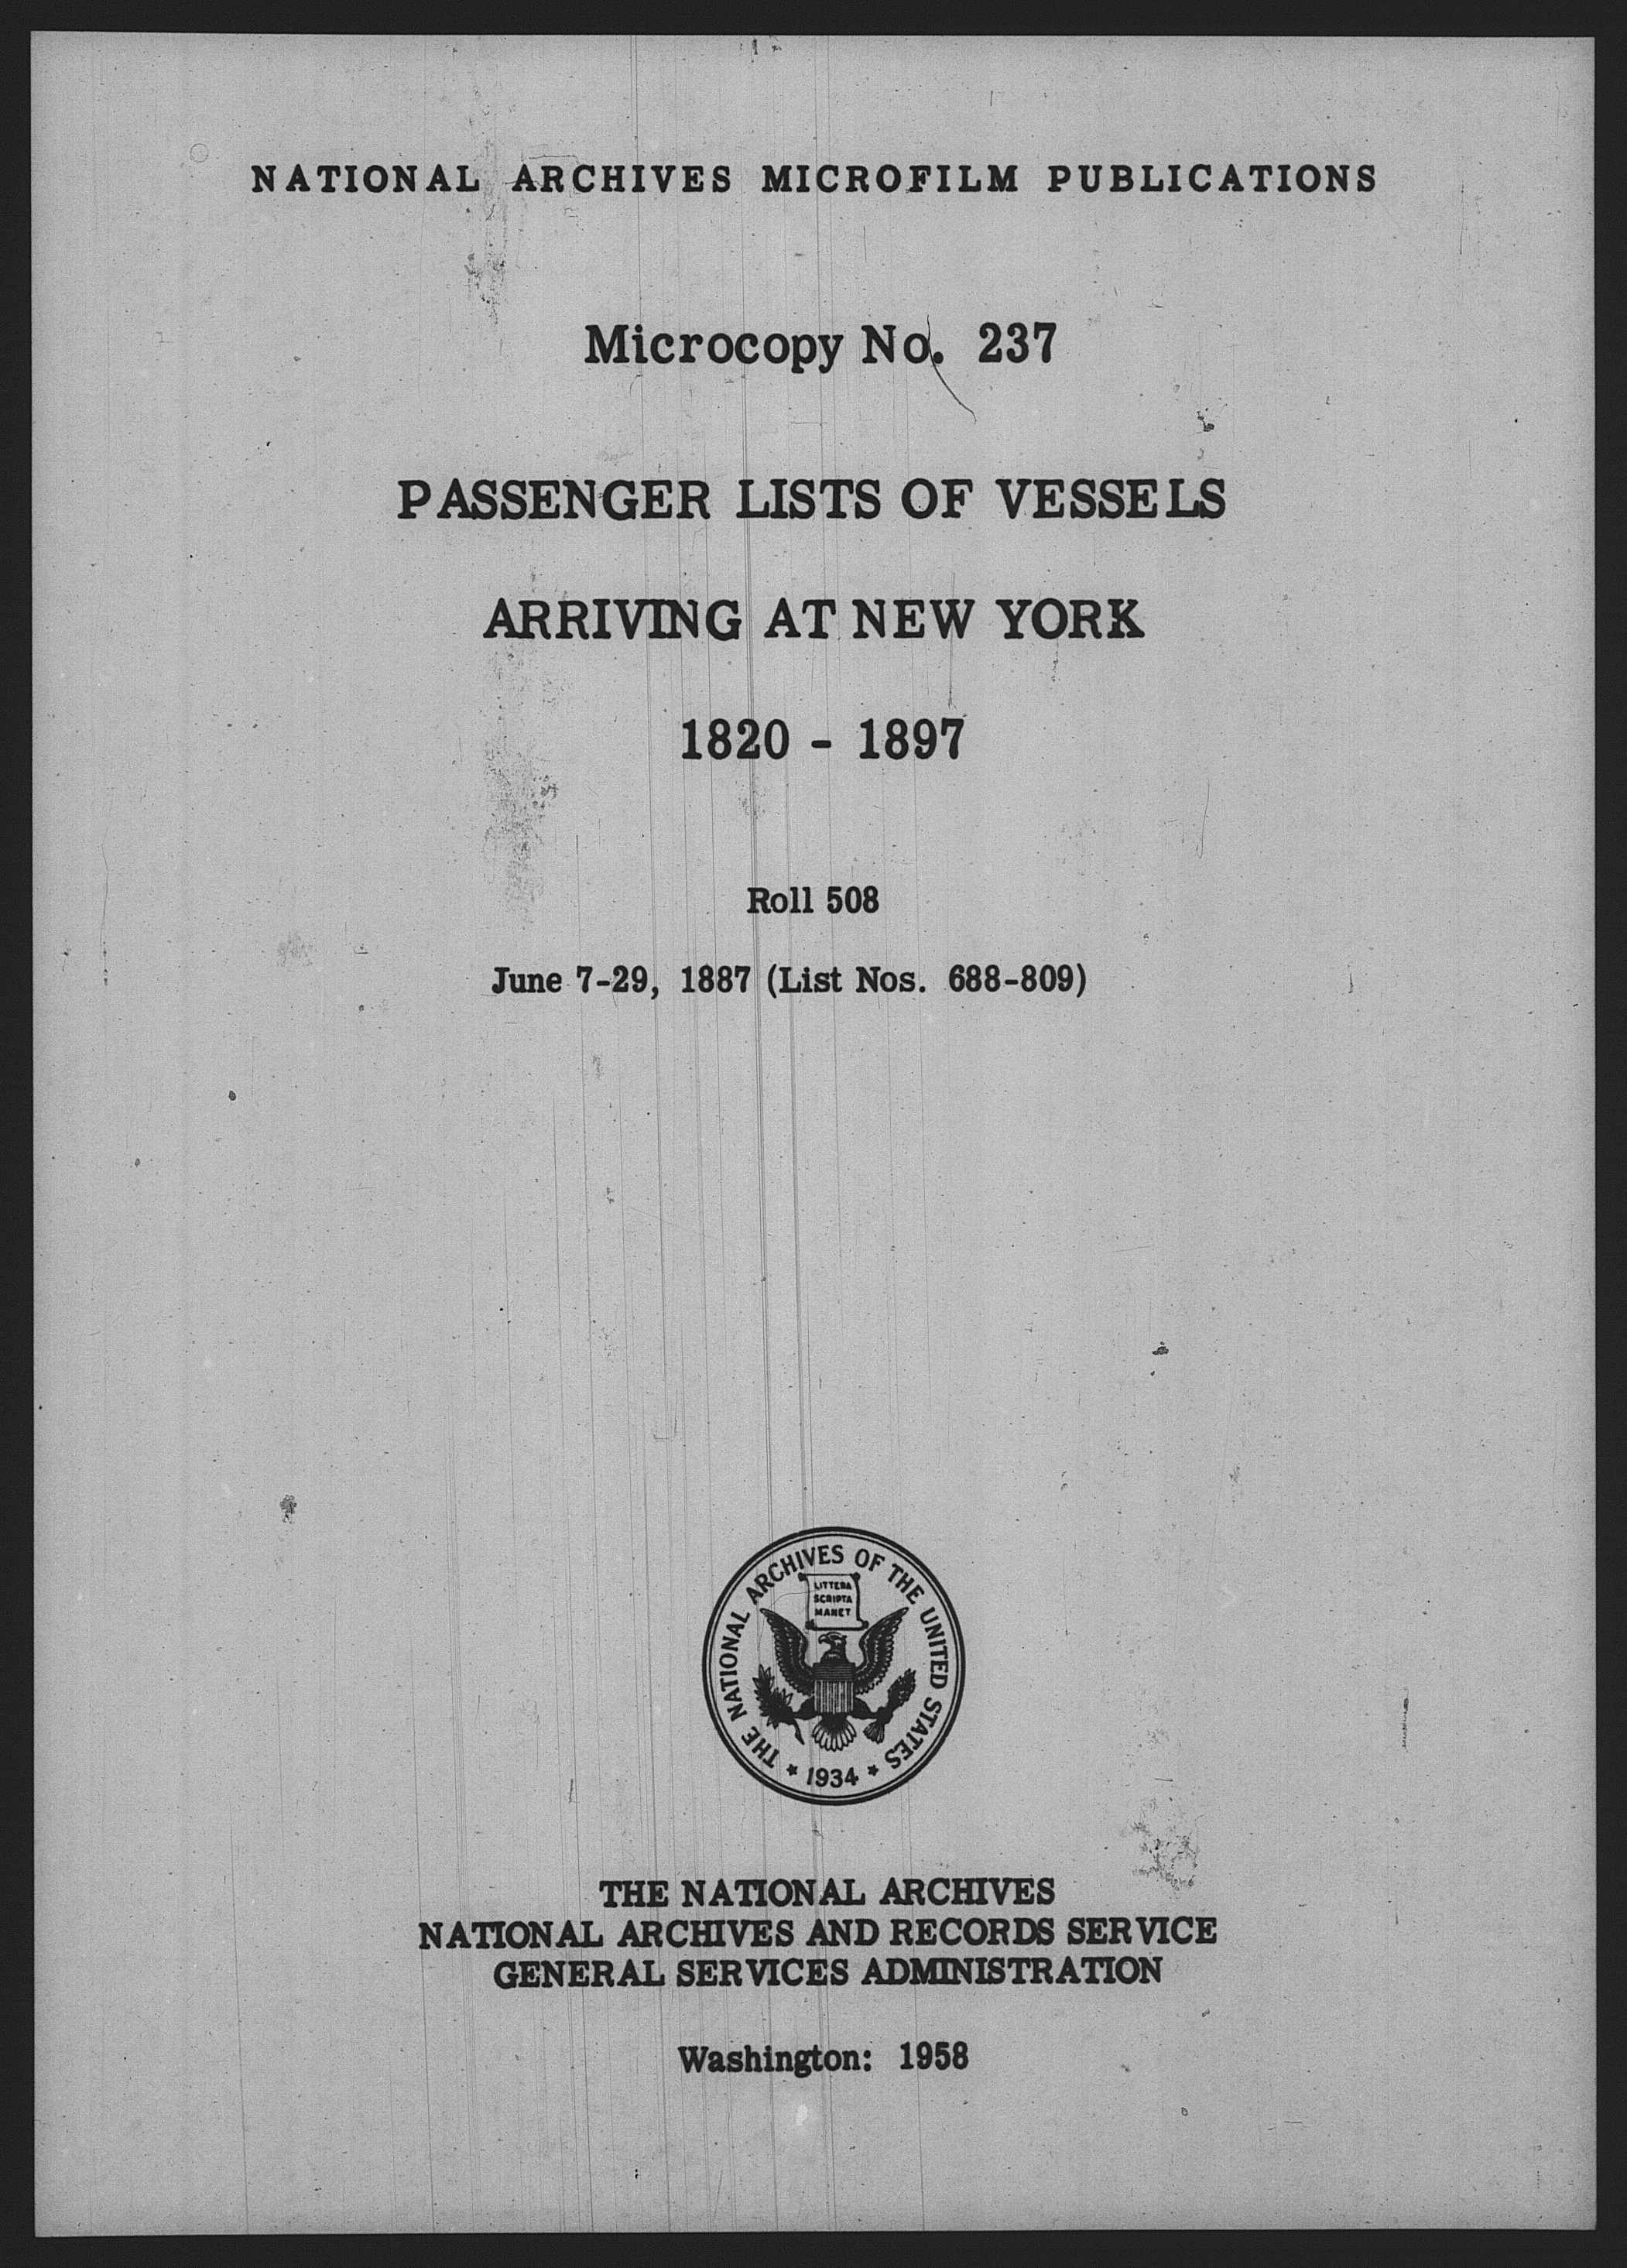 NATIONAL ARCHIVES MICROFILM PUBLICATIONS
Microcopy No. 237
PASSENGER LISTS OF VESSELS
ARRIVING AT NEW YORK
1820 - 1897
Roll 508
June 7-29, 1887 (List Nos. 688-809)
THE NATIONAL ARCHIVES OF THE UNITED STATES
LITTERA
SCRIPTA
MANET
* 1934 *
THE NATIONAL ARCHIVES
NATIONAL ARCHIVES AND RECORDS SERVICE
GENERAL SERVICES ADMINISTRATION
Washington: 1958